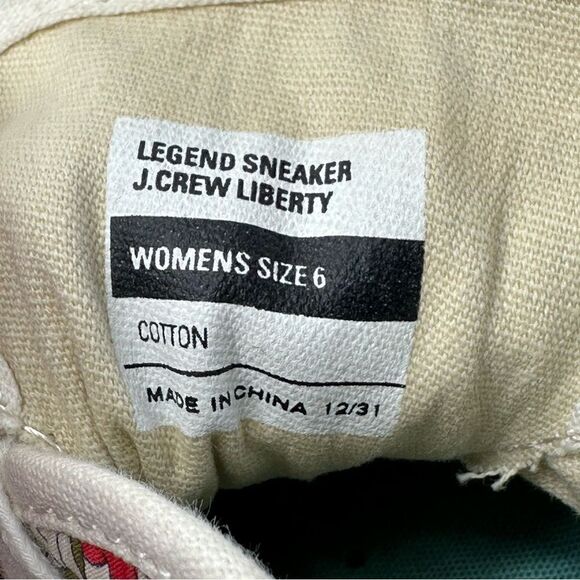 LEGEND SNEAKER
J.CREW LIBERTY
WOMENS SIZE 6
COTTON
MADE IN CHINA 12/31